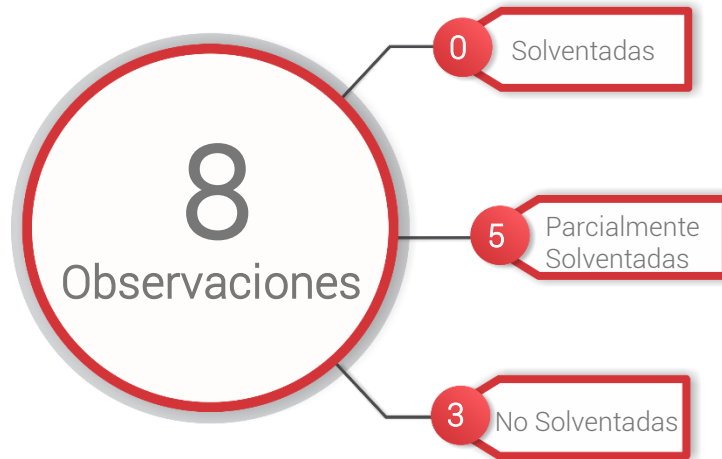 8
Observaciones
0
Solventadas
5
Parcialmente
Solventadas
3
No Solventadas